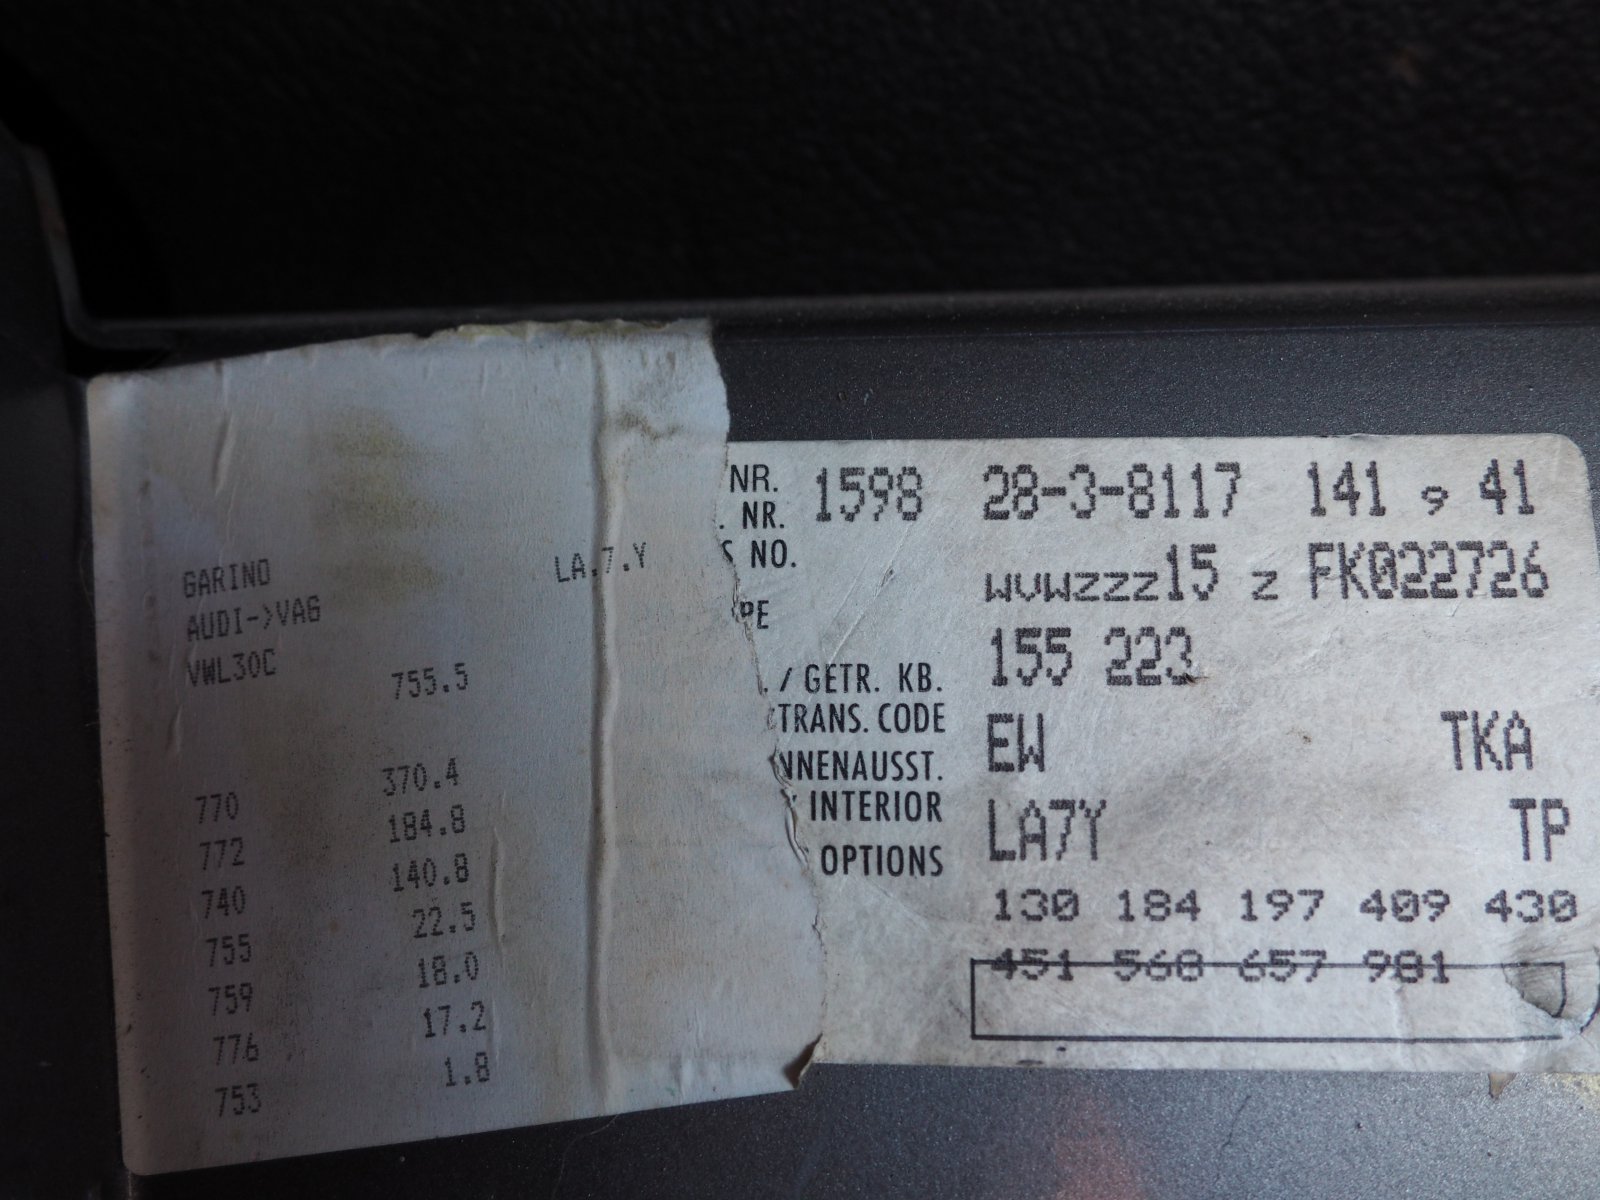 GARINO LA.7.Y
AUDI->VAG
VWL30C
755.5
370.4
770 184.8
772 140.8
740 22.5
755 18.0
759 17.2
776 1.8
753
NR. 1598 28-3-8117 141 9 41
. NR.
S NO. WVWZZZ15 Z FK022726
PE 155 223
. / GETR. KB. EW TKA
TRANS. CODE
NNENAUSST. LA7Y TP
INTERIOR
OPTIONS 130 184 197 409 430
451 568 657 981